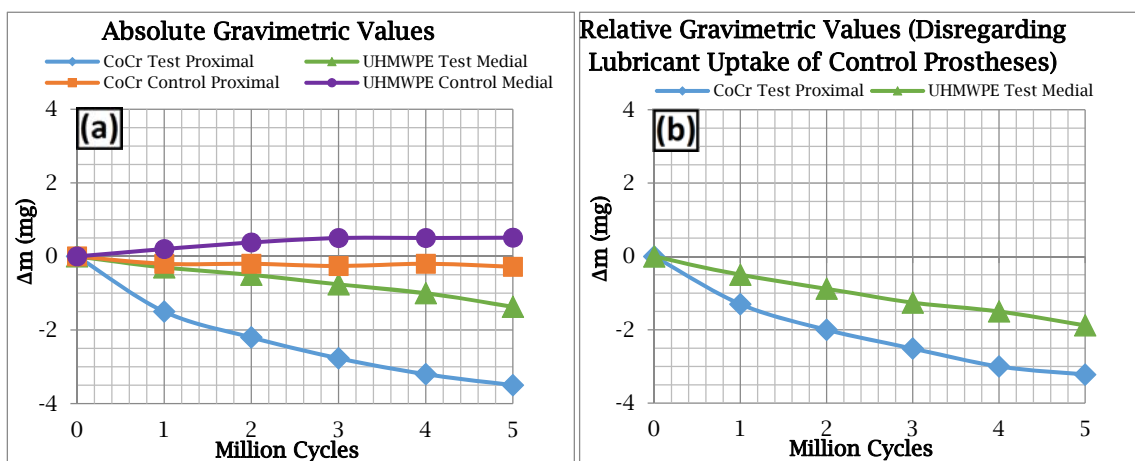 Absolute Gravimetric Values
CoCr Test Proximal
UHMWPE Test Medial
CoCr Control Proximal
UHMWPE Control Medial
(a)
4
2
0
-2
-4
Δm (mg)
0 1 2 3 4 5
Million Cycles
Relative Gravimetric Values (Disregarding
Lubricant Uptake of Control Prostheses)
CoCr Test Proximal
UHMWPE Test Medial
(b)
4
2
0
-2
-4
Δm (mg)
0 1 2 3 4 5
Million Cycles